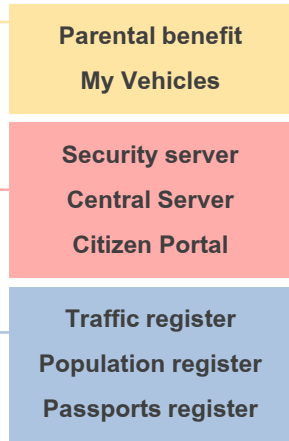 Parental benefit
My Vehicles
Security server
Central Server
Citizen Portal
Traffic register
Population register
Passports register